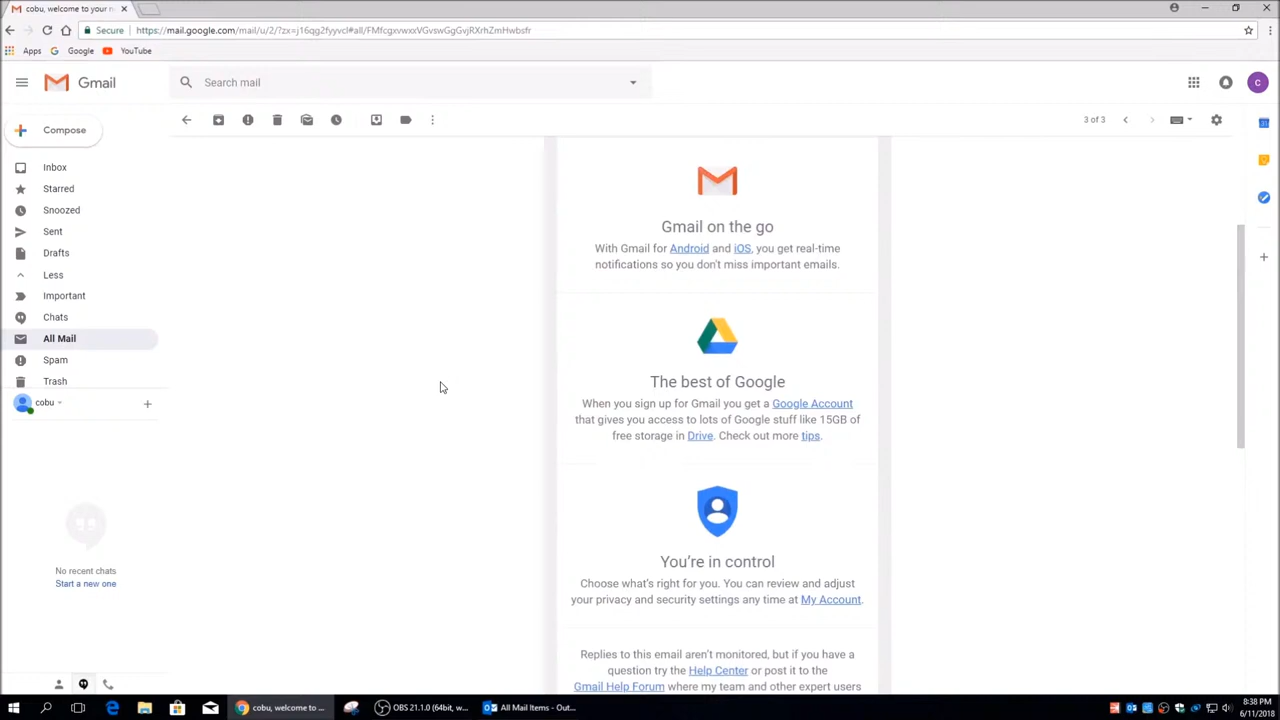 cobu, welcome to your n
Secure
https://mail.google.com/mail/u/2/?zx=j16qg2fyyvcl#all/FMfcgxvwxxVGvswGgGvjRXrhZmHwbsfr
Apps
Google
YouTube
Gmail
Search mail
C
Compose
3 of 3
Inbox
Starred
Snoozed
Sent
Drafts
Less
Important
Chats
All Mail
Spam
Trash
cobu
No recent chats
Start a new one
Gmail on the go
With Gmail for Android and iOS, you get real-time
notifications so you don't miss important emails.
The best of Google
When you sign up for Gmail you get a Google Account
that gives you access to lots of Google stuff like 15GB of
free storage in Drive. Check out more tips.
You're in control
Choose what's right for you. You can review and adjust
your privacy and security settings any time at My Account.
Replies to this email aren't monitored, but if you have a
question try the Help Center or post it to the
Gmail Help Forum where my team and other expert users
cobu, welcome to ...
OBS 21.1.0 (64bit, w...
All Mail Items - Out...
8:38 PM
6/11/2018